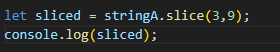 let sliced = stringA.slice(3,9);
console.log(sliced);